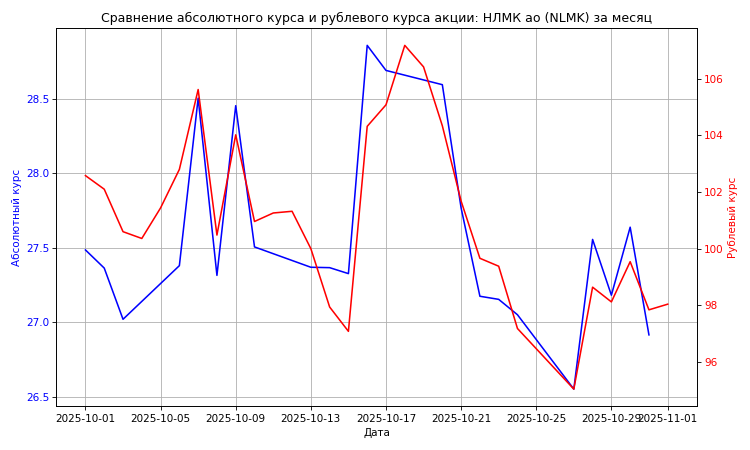 Сравнение абсолютного курса и рублевого курса акции: НЛМК ао (NLMK) за месяц
28.5
28.0
27.5
27.0
26.5
Абсолютный курс
106
104
102
100
98
96
Рублевый курс
2025-10-01 2025-10-05 2025-10-09 2025-10-13 2025-10-17 2025-10-21 2025-10-25 2025-10-29 2025-11-01
Дата